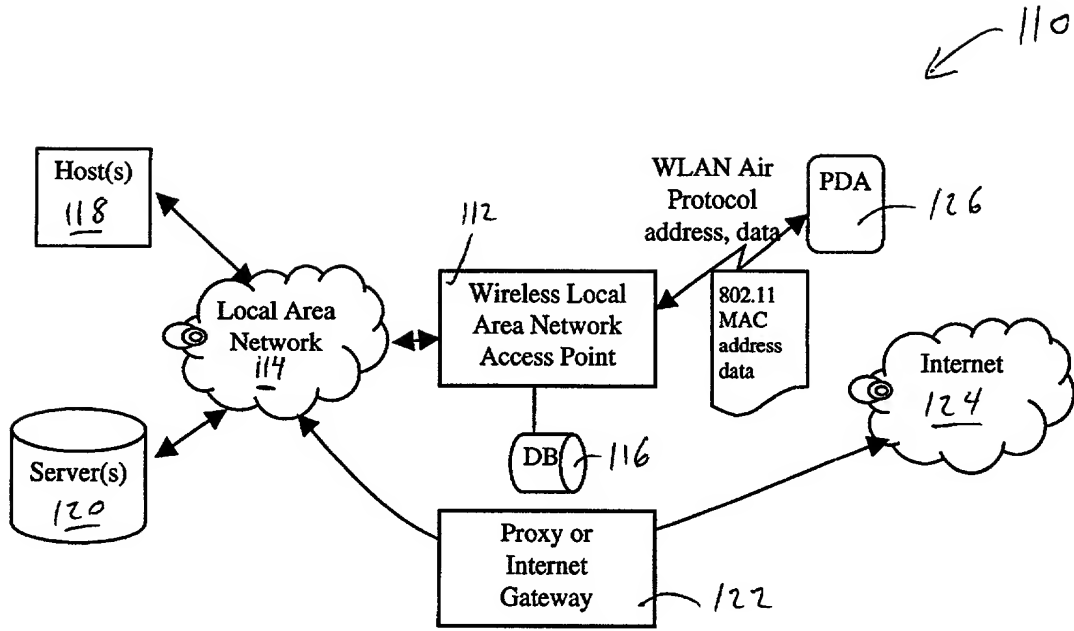 110
Host(s)
118
WLAN Air
Protocol
address, data
PDA
126
112
Local Area
Network
114
Wireless Local
Area Network
Access Point
802.11
MAC
address
data
Internet
124
Server(s)
120
DB
116
Proxy or
Internet
Gateway
122